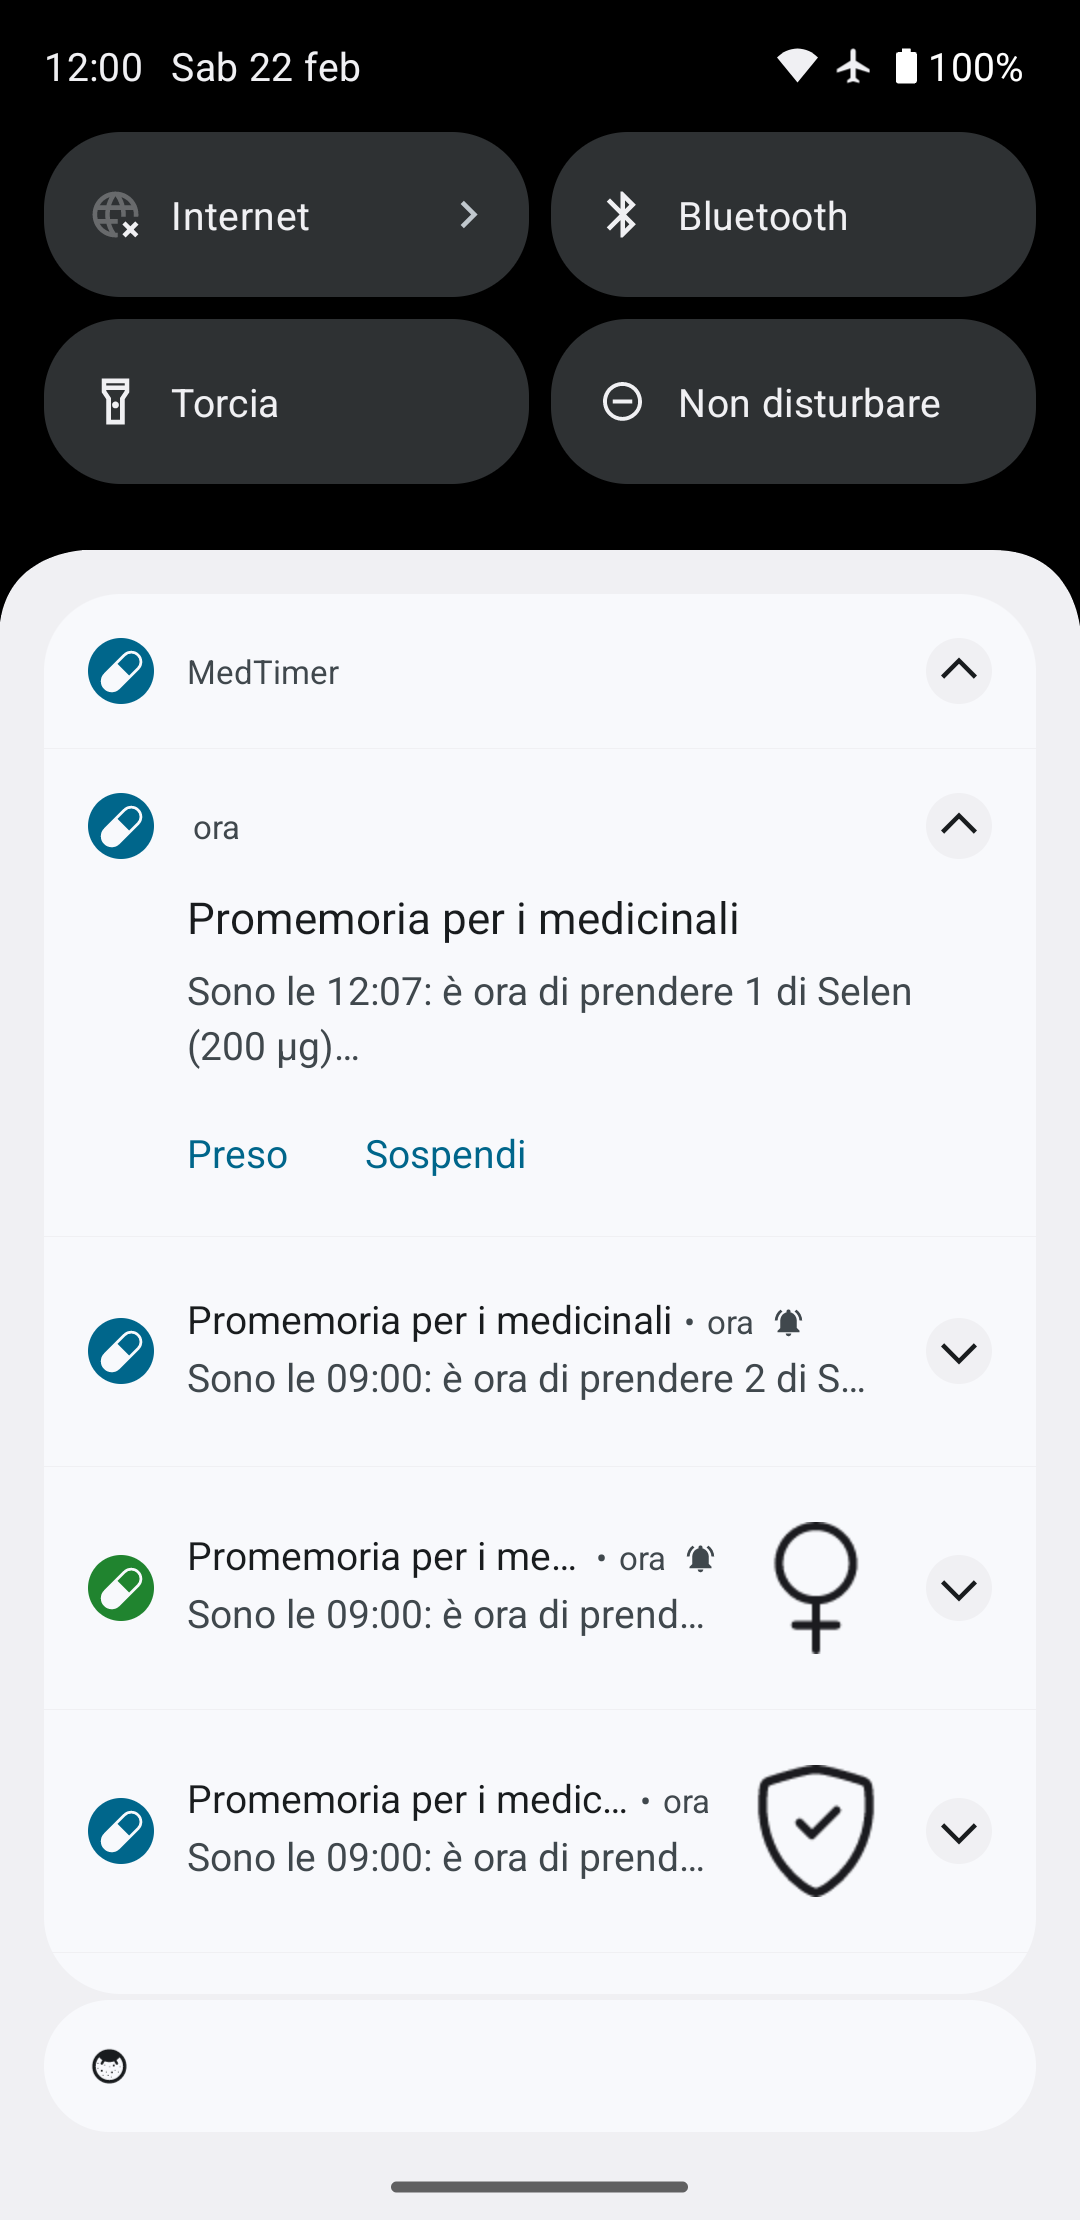 12:00 Sab 22 feb 100%
Internet
Bluetooth
Torcia
Non disturbare
MedTimer
ora
Promemoria per i medicinali
Sono le 12:07: è ora di prendere 1 di Selen
(200 µg)…
Preso Sospendi
Promemoria per i medicinali • ora
Sono le 09:00: è ora di prendere 2 di S…
Promemoria per i me… • ora
Sono le 09:00: è ora di prend…
Promemoria per i medic… • ora
Sono le 09:00: è ora di prend…